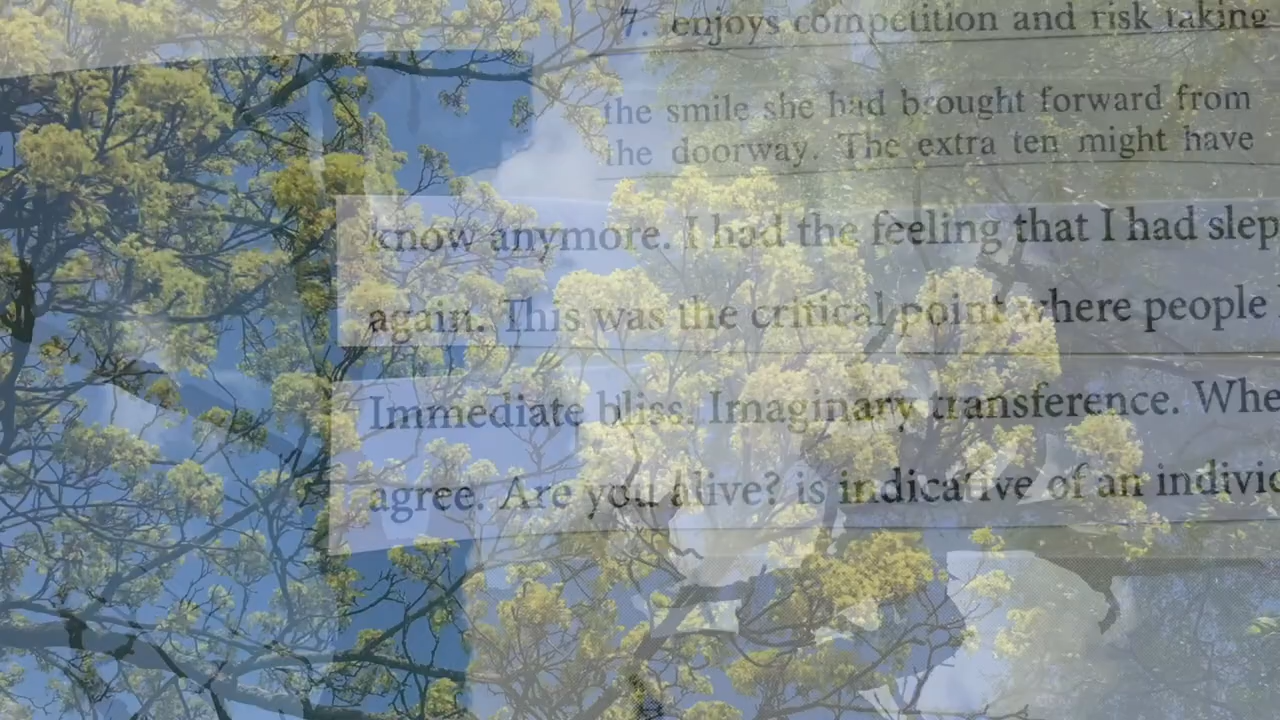 7. enjoys competition and risk taking
the smile she had brought forward from
the doorway. The extra ten might have
know anymore. I had the feeling that I had slep
again. This was the critical point where people
Immediate bliss. Imaginary transference. Whe
agree. Are you alive? is indicative of an individ